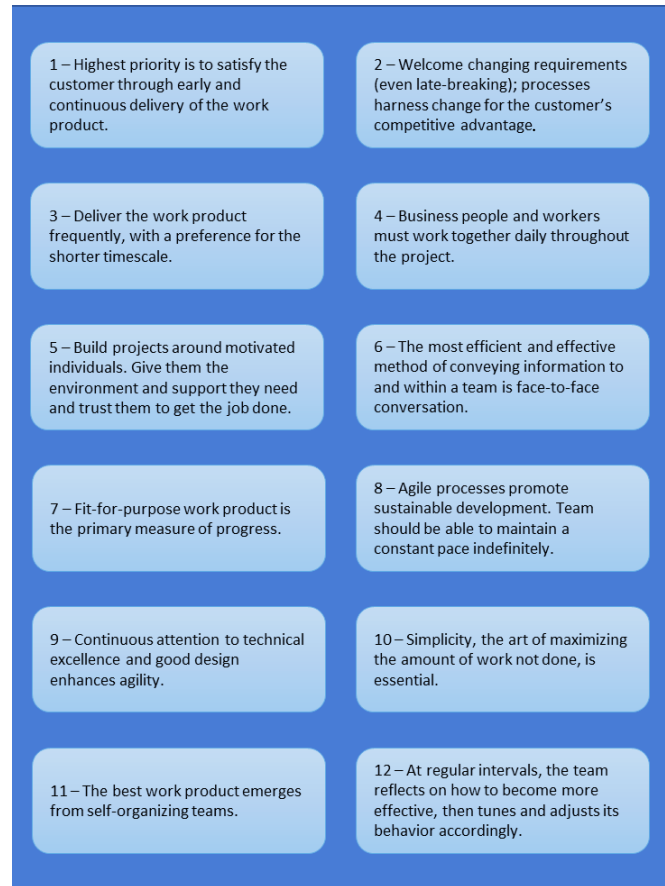 1 – Highest priority is to satisfy the
customer through early and
continuous delivery of the work
product.
2 – Welcome changing requirements
(even late-breaking); processes
harness change for the customer's
competitive advantage.
3 – Deliver the work product
frequently, with a preference for the
shorter timescale.
4 – Business people and workers
must work together daily throughout
the project.
5 – Build projects around motivated
individuals. Give them the
environment and support they need
and trust them to get the job done.
6 – The most efficient and effective
method of conveying information to
and within a team is face-to-face
conversation.
7 – Fit-for-purpose work product is
the primary measure of progress.
8 – Agile processes promote
sustainable development. Team
should be able to maintain a
constant pace indefinitely.
9 – Continuous attention to technical
excellence and good design
enhances agility.
10 – Simplicity, the art of maximizing
the amount of work not done, is
essential.
11 – The best work product emerges
from self-organizing teams.
12 – At regular intervals, the team
reflects on how to become more
effective, then tunes and adjusts its
behavior accordingly.